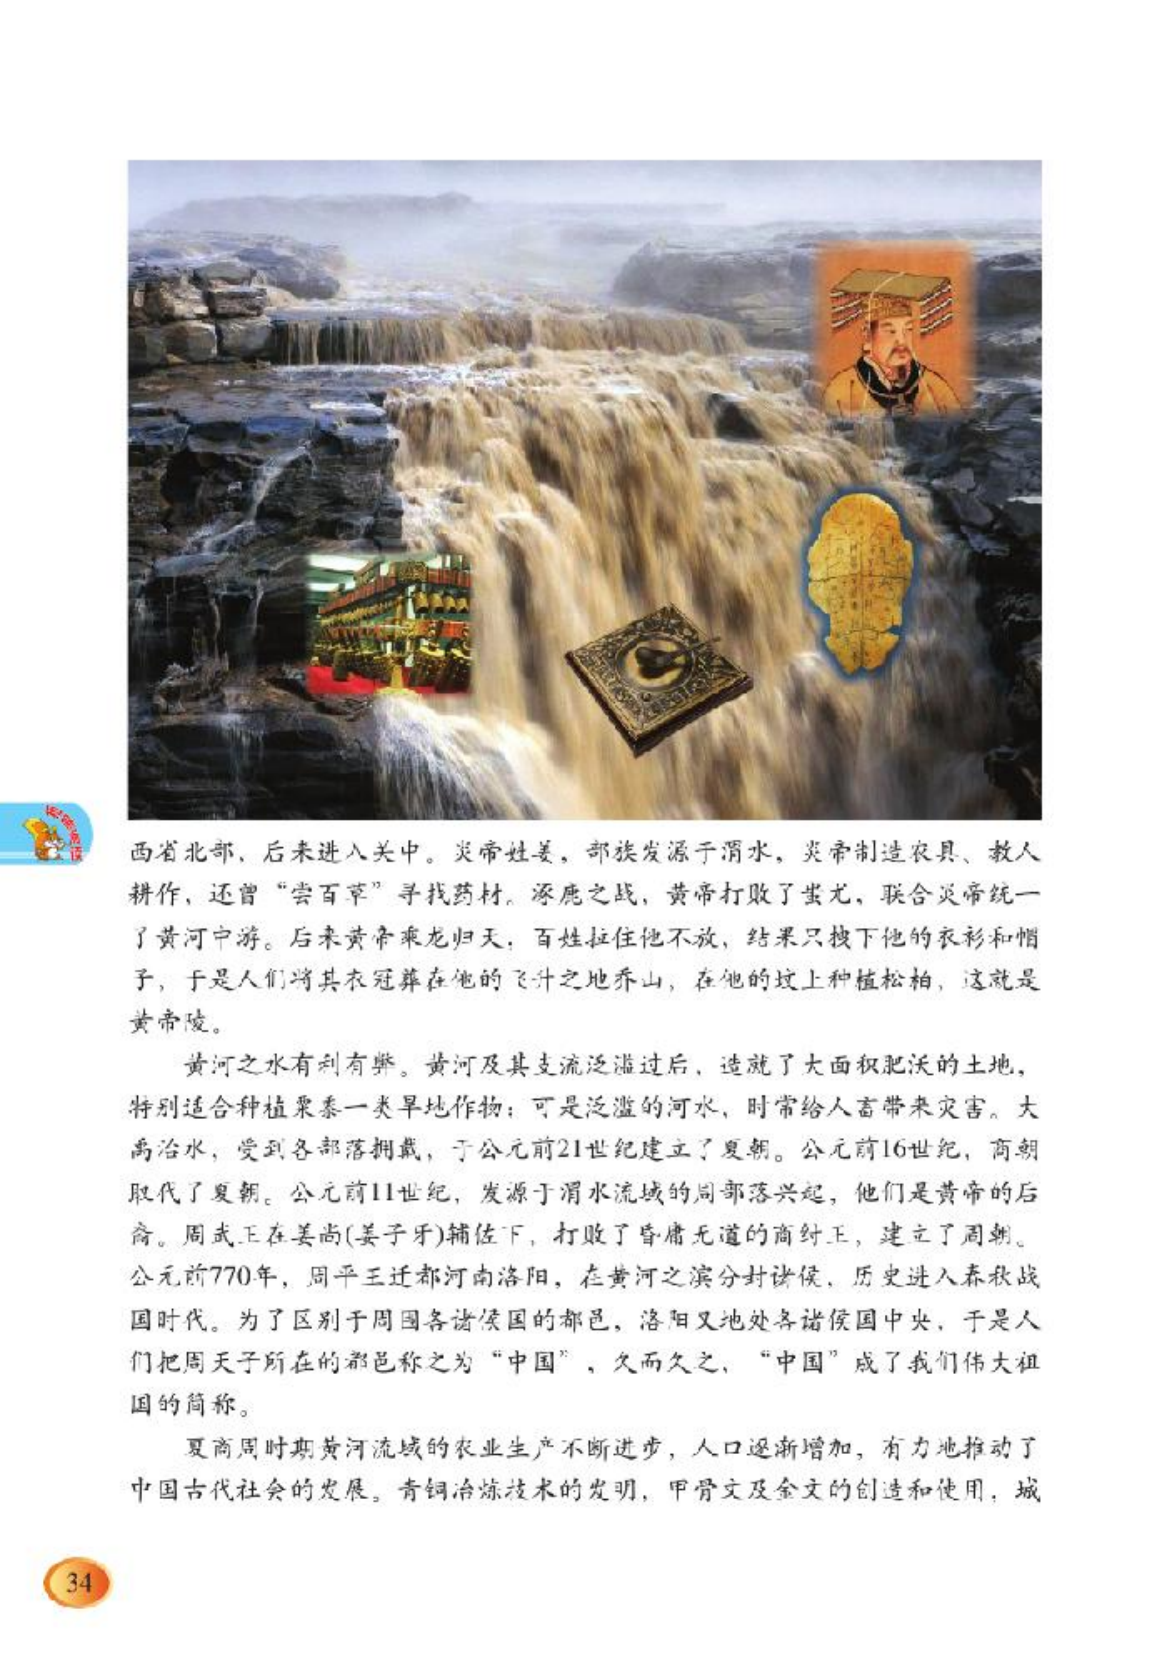 西省北部，后来进入关中。炎帝姓姜，部族发源于渭水，炎帝制造农具、教人
耕作，还曾“尝百草”寻找药材。涿鹿之战，黄帝打败了蚩尤，联合炎帝统一
了黄河中游。后来黄帝乘龙归天，百姓拉住他不放，结果只拽下他的衣衫和帽
子，于是人们将其衣冠葬在他的飞升之地乔山，在他的坟上种植松柏，这就是
黄帝陵。
黄河之水有利有弊。黄河及其支流泛滥过后，造就了大面积肥沃的土地，
特别适合种植粟黍一类旱地作物；可是泛滥的河水，时常给人畜带来灾害。大
禹治水，受到各部落拥戴，于公元前21世纪建立了夏朝。公元前16世纪，商朝
取代了夏朝。公元前11世纪，发源于渭水流域的周部落兴起，他们是黄帝的后
裔。周武王在姜尚(姜子牙)辅佐下，打败了昏庸无道的商纣王，建立了周朝。
公元前770年，周平王迁都河南洛阳，在黄河之滨分封诸侯，历史进入春秋战
国时代。为了区别于周围各诸侯国的都邑，洛阳又地处各诸侯国中央，于是人
们把周天子所在的都邑称之为“中国”，久而久之，“中国”成了我们伟大祖
国的简称。
夏商周时期黄河流域的农业生产不断进步，人口逐渐增加，有力地推动了
中国古代社会的发展。青铜冶炼技术的发明，甲骨文及金文的创造和使用，城
34